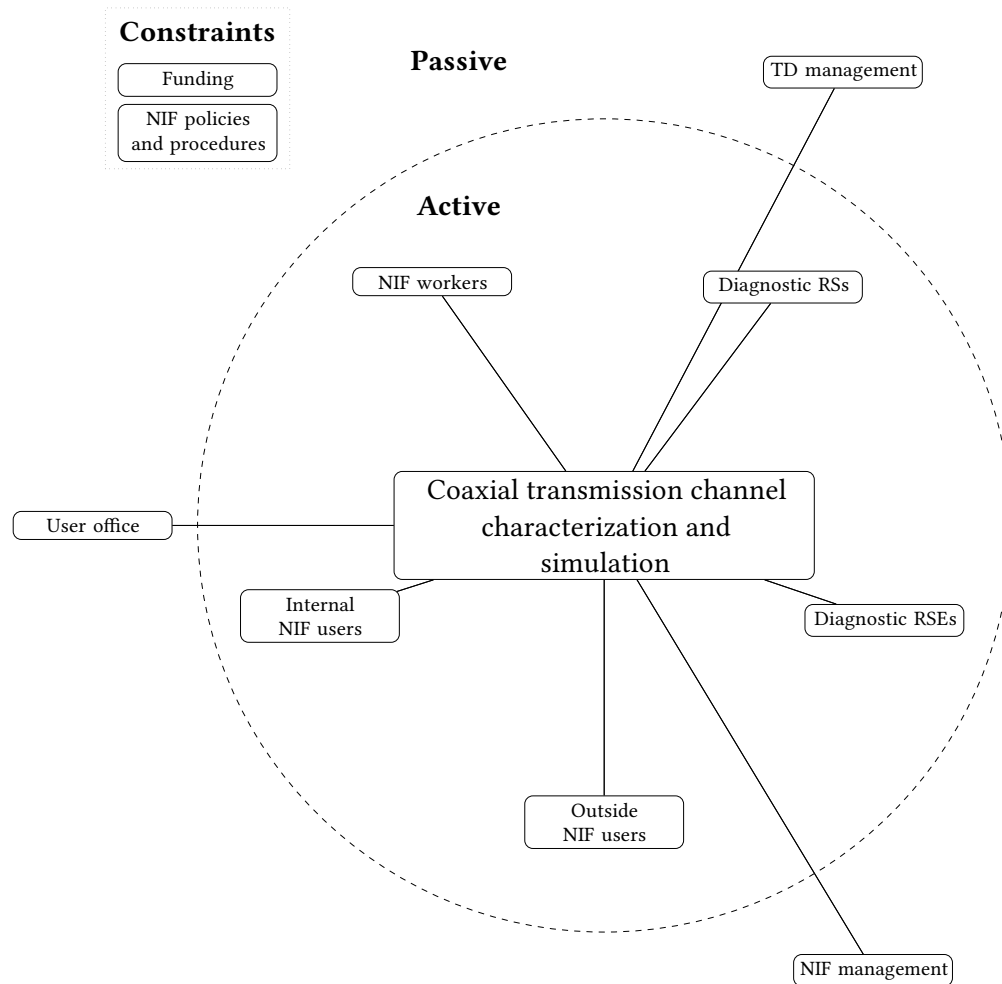 Constraints
Funding
NIF policies
and procedures
Passive
TD management
Active
NIF workers
Diagnostic RSs
Coaxial transmission channel
characterization and
simulation
User office
Internal
NIF users
Diagnostic RSEs
Outside
NIF users
NIF management